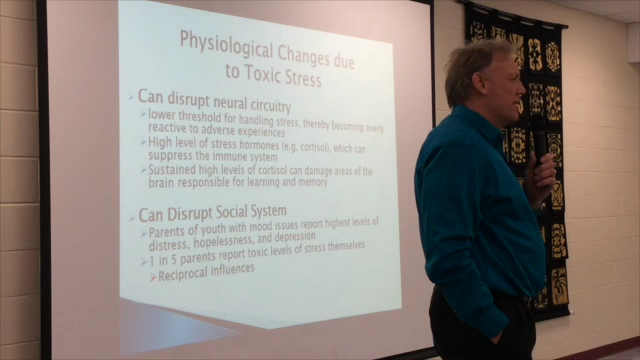 Physiological Changes due
to Toxic Stress
Can disrupt neural circuitry
lower threshold for handling stress, thereby becoming overly
reactive to adverse experiences
High level of stress hormones (e.g. cortisol), which can
suppress the immune system
Sustained high levels of cortisol can damage areas of the
brain responsible for learning and memory
Can Disrupt Social System
Parents of youth with mood issues report highest levels of
distress, hopelessness, and depression
1 in 5 parents report toxic levels of stress themselves
Reciprocal influences